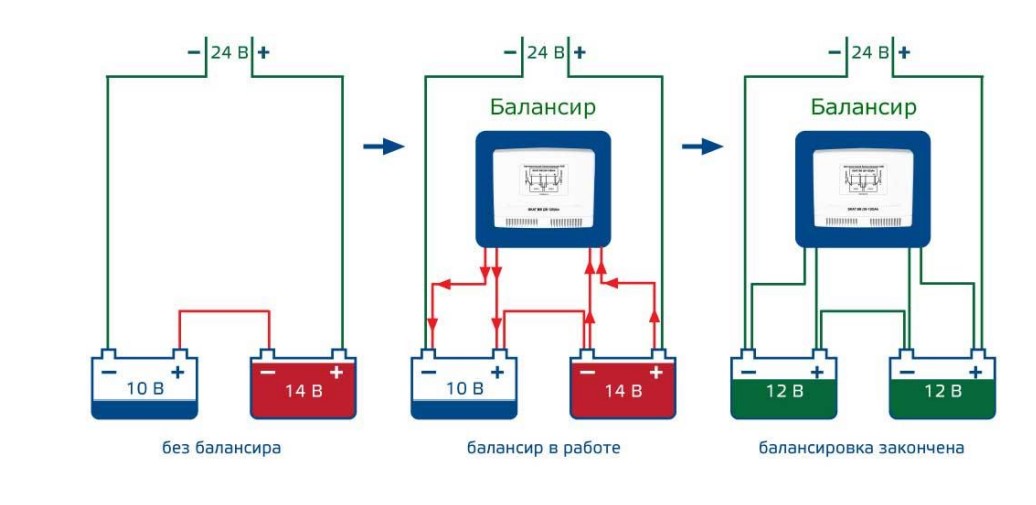 − 24 В +
− 24 В +
− 24 В +
Балансир
Балансир
− +
10 В
− +
14 В
− +
10 В
− +
14 В
− +
12 В
− +
12 В
без балансира
балансир в работе
балансировка закончена